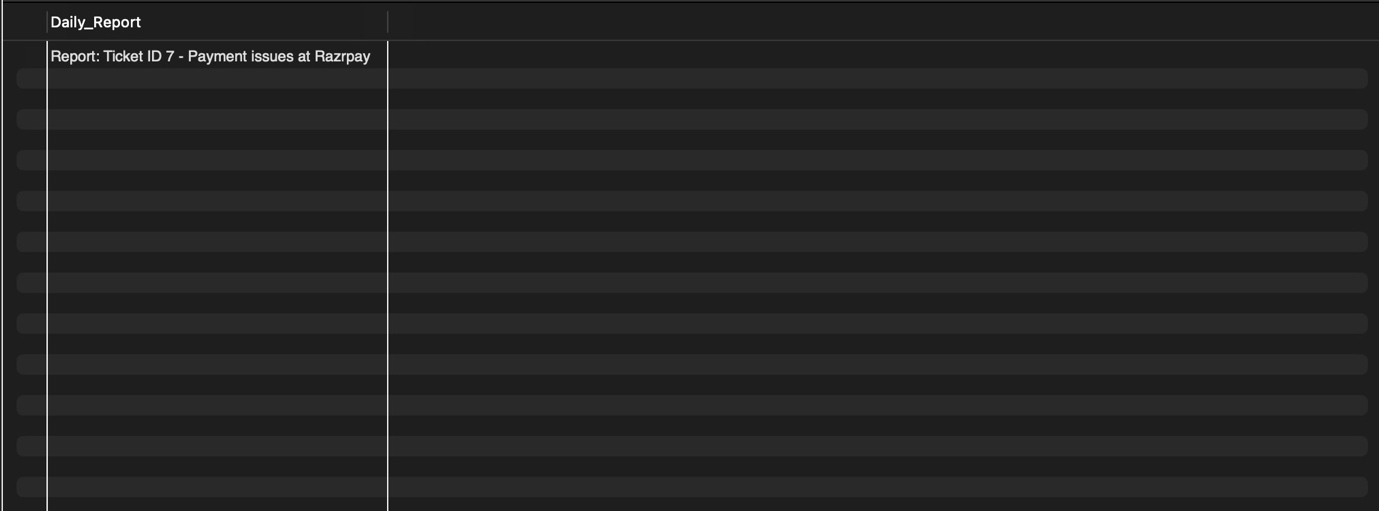 Daily_Report
Report: Ticket ID 7 - Payment issues at Razrpay